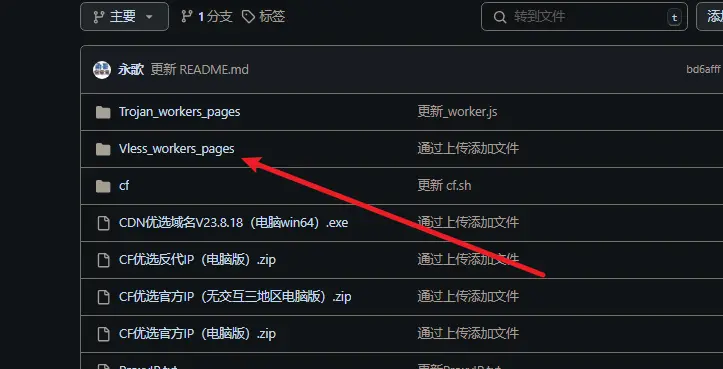 主要 1 分支 标签 转到文件 t 添
永歌 更新 README.md bd6afff
Trojan_workers_pages 更新_worker.js
Vless_workers_pages 通过上传添加文件
cf 更新 cf.sh
CDN优选域名V23.8.18（电脑win64）.exe 通过上传添加文件
CF优选反代IP（电脑版）.zip 通过上传添加文件
CF优选官方IP（无交互三地区电脑版）.zip 通过上传添加文件
CF优选官方IP（电脑版）.zip 通过上传添加文件